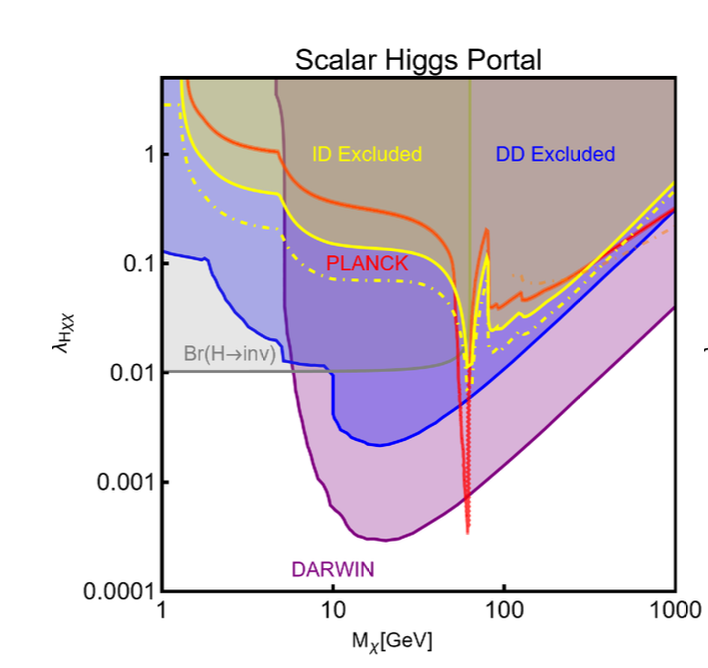 Scalar Higgs Portal
ID Excluded
DD Excluded
PLANCK
Br(H→inv)
DARWIN
λHχχ
1
0.1
0.01
0.001
0.0001
1
10
100
1000
Mχ[GeV]